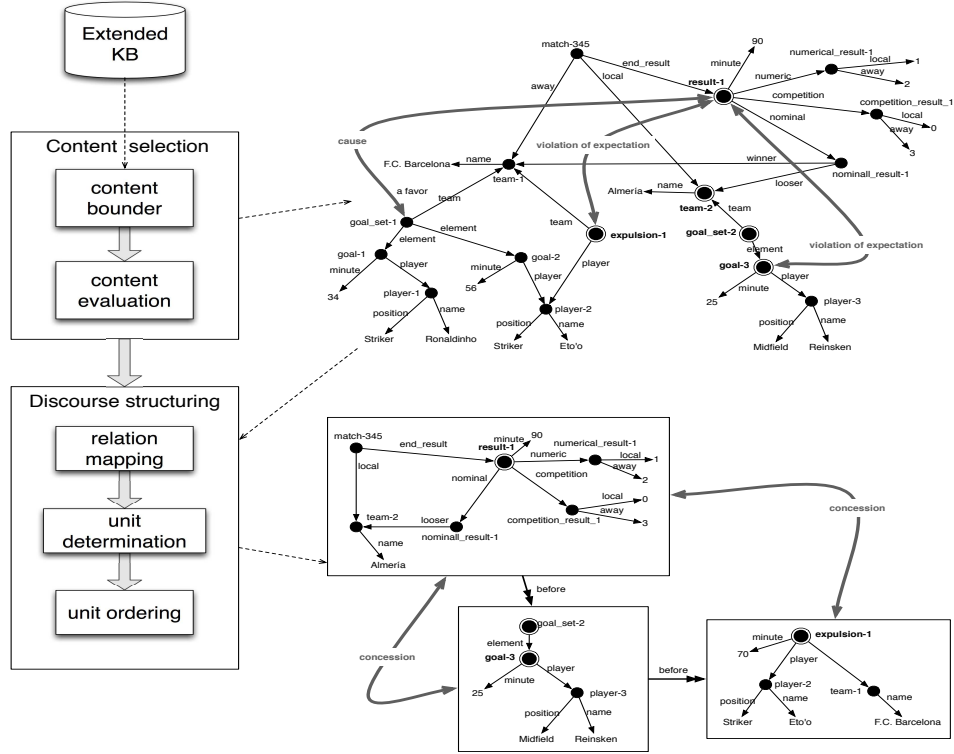 Extended
KB
Content selection
content
bounder
content
evaluation
Discourse structuring
relation
mapping
unit
determination
unit ordering
match-345
end_result
away
local
result-1
minute
90
numeric
numerical_result-1
local
1
away
2
competition
competition_result_1
local
0
away
3
nominal
nominall_result-1
winner
looser
cause
violation of expectation
violation of expectation
F.C. Barcelona
name
team-1
a favor
team
goal_set-1
element
element
goal-1
minute
34
player
player-1
position
name
Striker
Ronaldinho
goal-2
minute
56
player
player-2
position
name
Striker
Eto'o
team
expulsion-1
player
Almería
name
team-2
team
goal_set-2
element
goal-3
minute
25
player
player-3
position
name
Midfield
Reinsken
match-345
end_result
local
result-1
minute
90
numeric
numerical_result-1
local
1
away
2
competition
competition_result_1
local
0
away
3
nominal
nominall_result-1
looser
team-2
name
Almería
concession
concession
before
before
goal_set-2
element
goal-3
minute
25
player
player-3
position
name
Midfield
Reinsken
expulsion-1
minute
70
player
player-2
position
name
Striker
Eto'o
team-1
name
F.C. Barcelona